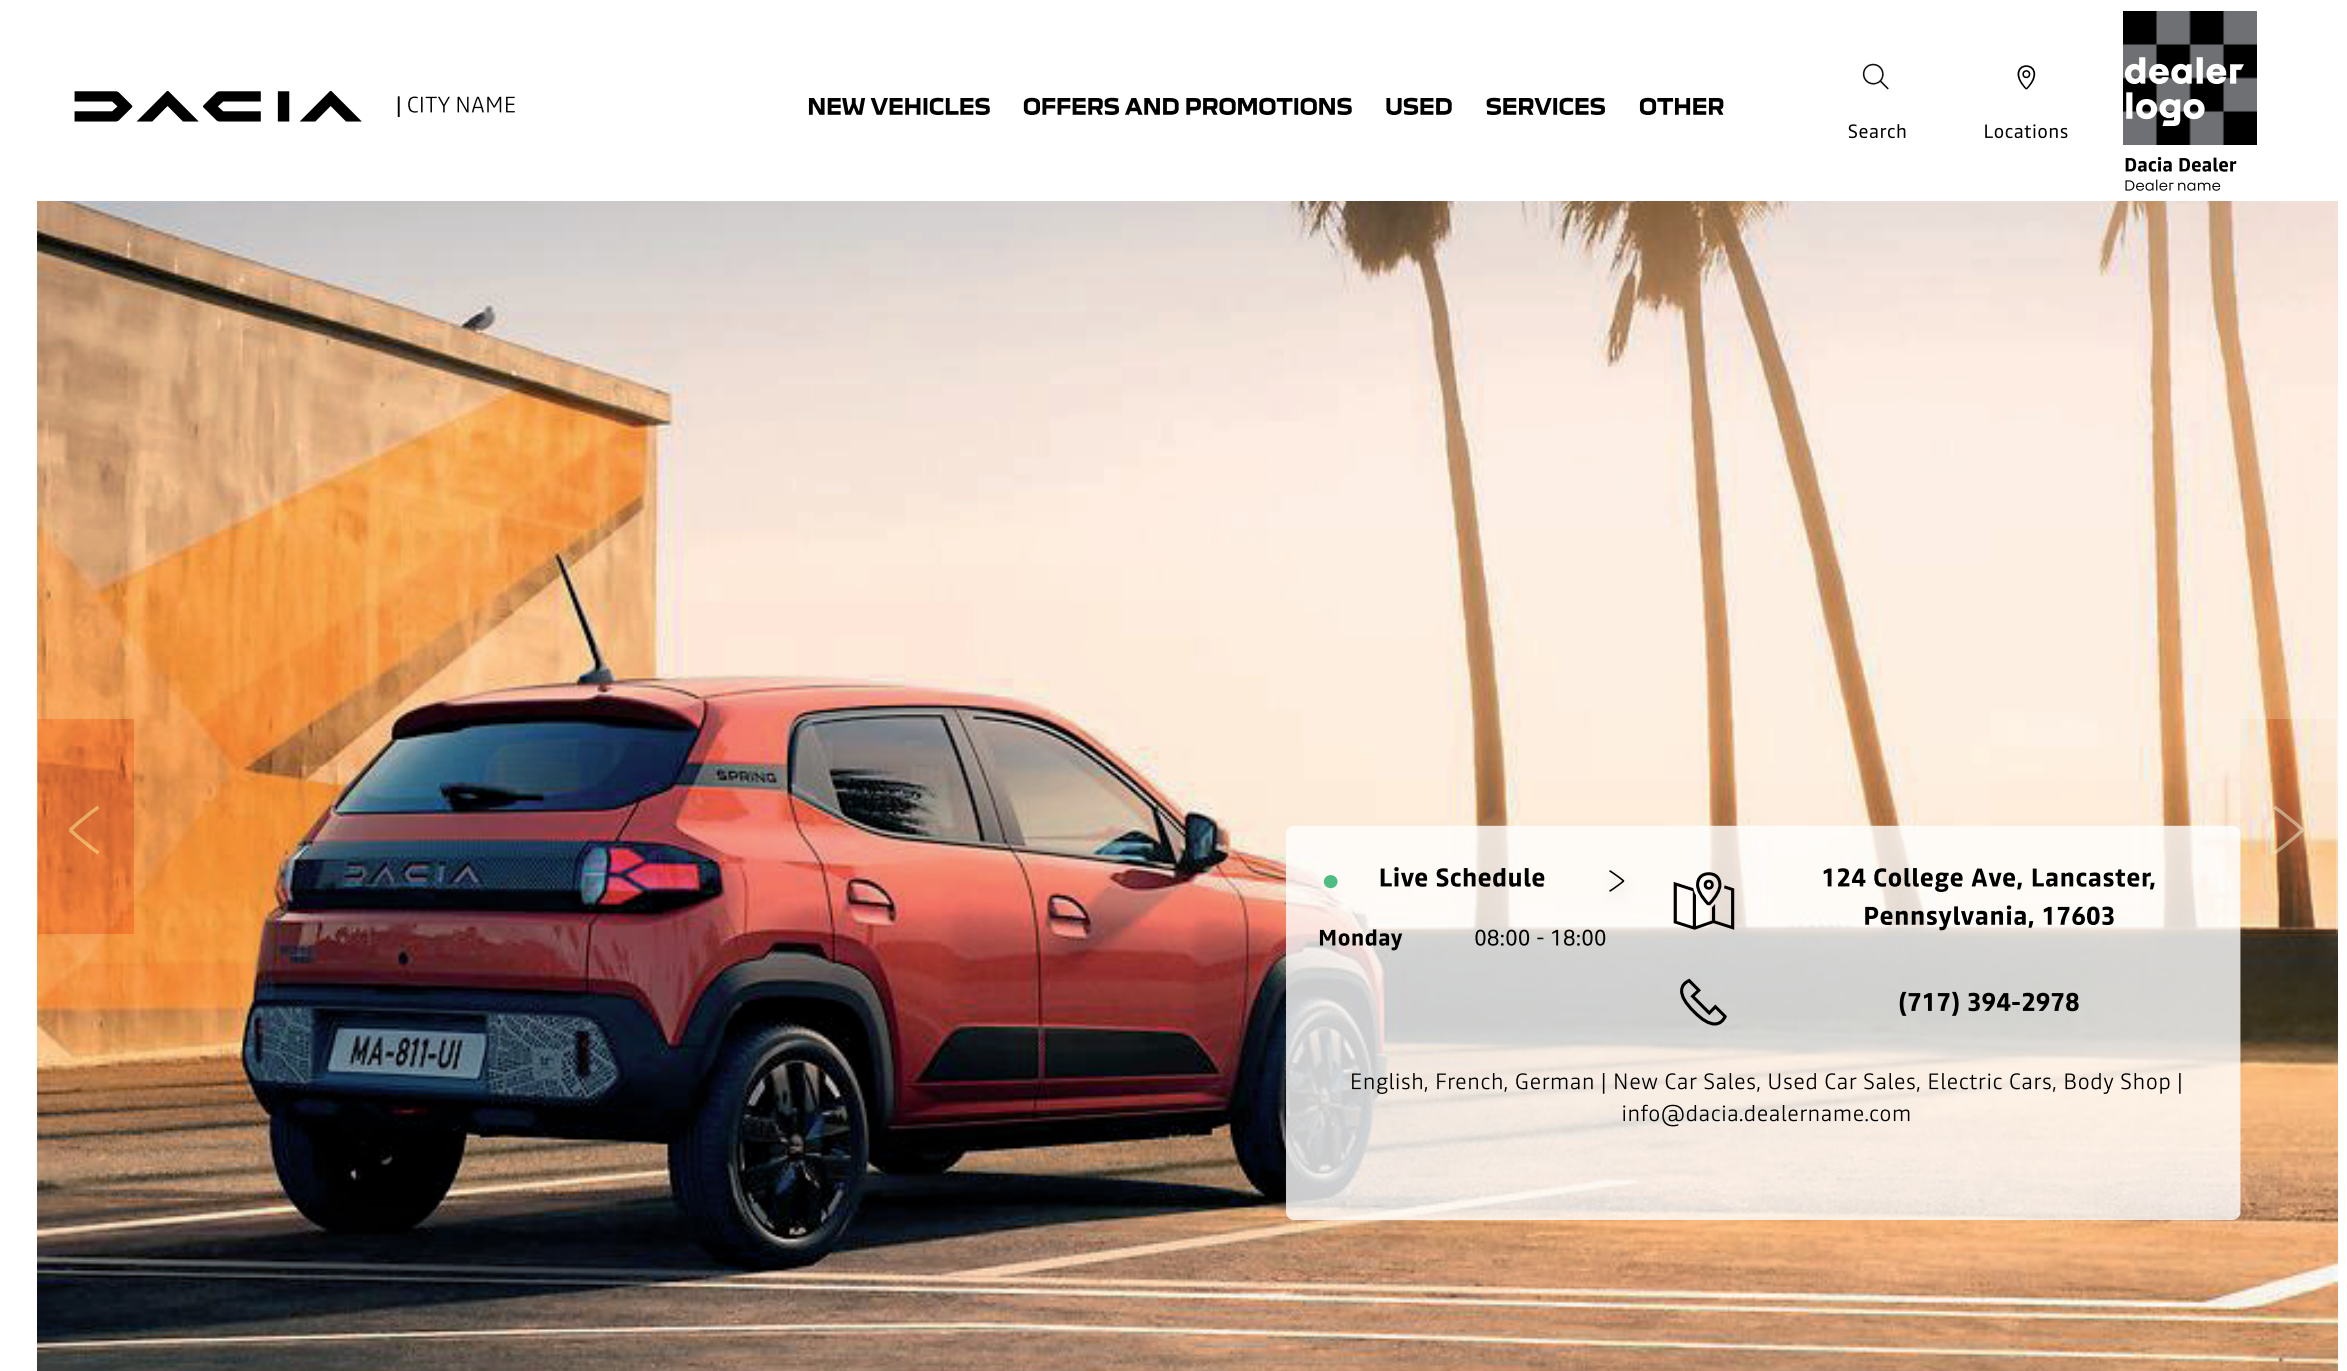 DACIA
| CITY NAME
NEW VEHICLES OFFERS AND PROMOTIONS USED SERVICES OTHER
Search
Locations
dealer
logo
Dacia Dealer
Dealer name
SPRING
DACIA
MA-811-UI
Live Schedule
Monday 08:00 - 18:00
124 College Ave, Lancaster,
Pennsylvania, 17603
(717) 394-2978
English, French, German | New Car Sales, Used Car Sales, Electric Cars, Body Shop |
info@dacia.dealername.com